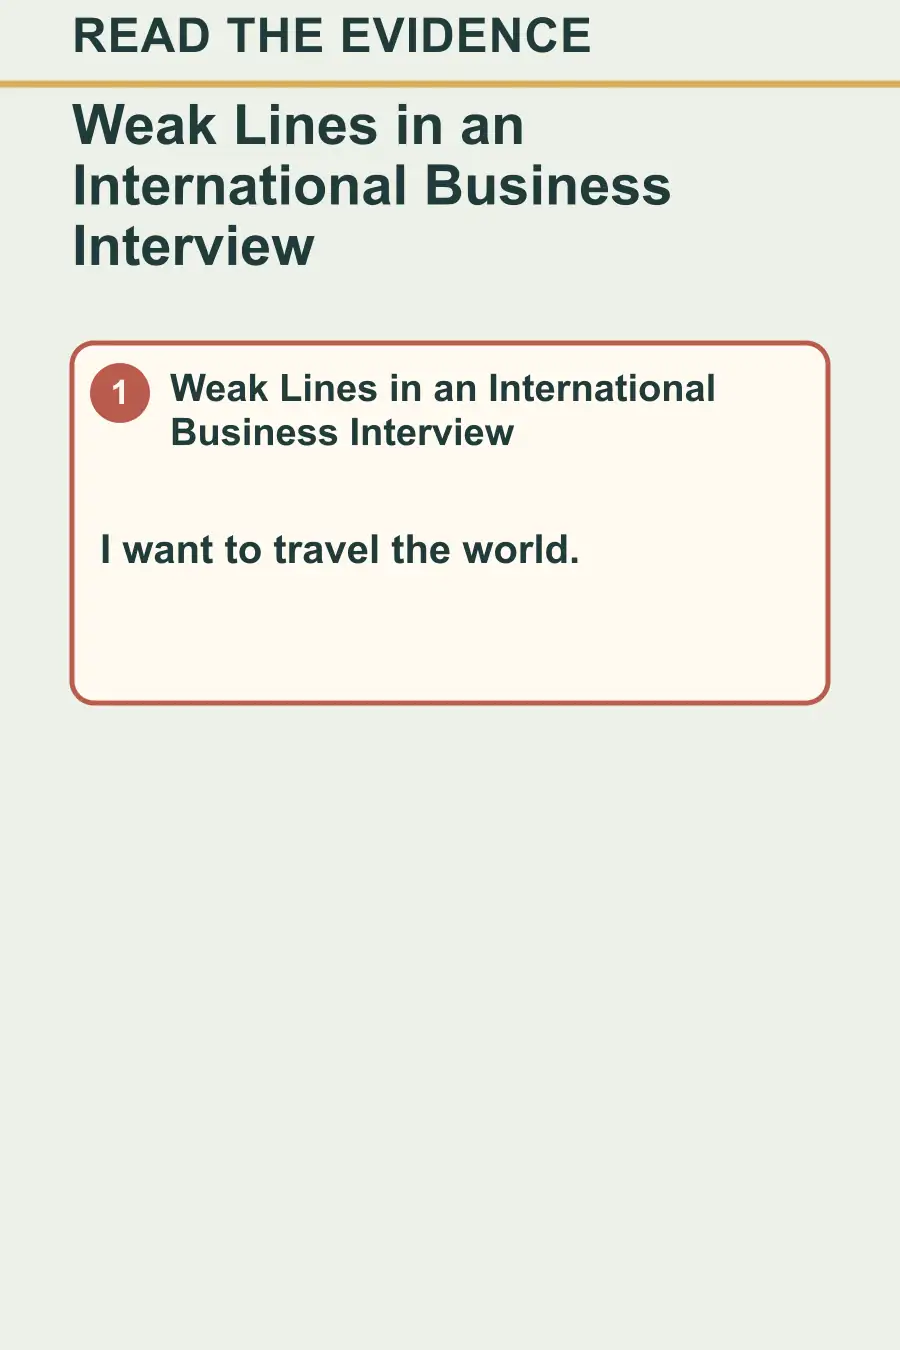 READ THE EVIDENCE
Weak Lines in an
International Business
Interview
1
Weak Lines in an International
Business Interview
I want to travel the world.